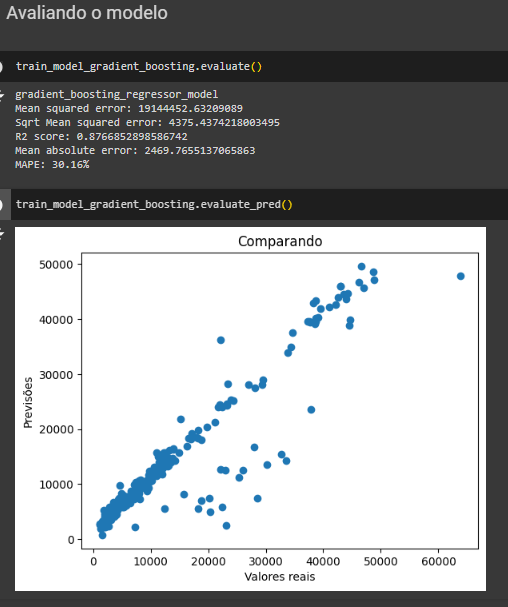 Avaliando o modelo
train_model_gradient_boosting.evaluate()
gradient_boosting_regressor_model
Mean squared error: 19144452.63209089
Sqrt Mean squared error: 4375.4374218003495
R2 score: 0.8766852898586742
Mean absolute error: 2469.7655137065863
MAPE: 30.16%
train_model_gradient_boosting.evaluate_pred()
Comparando
50000
40000
30000
20000
10000
0
Previsões
0 10000 20000 30000 40000 50000 60000
Valores reais